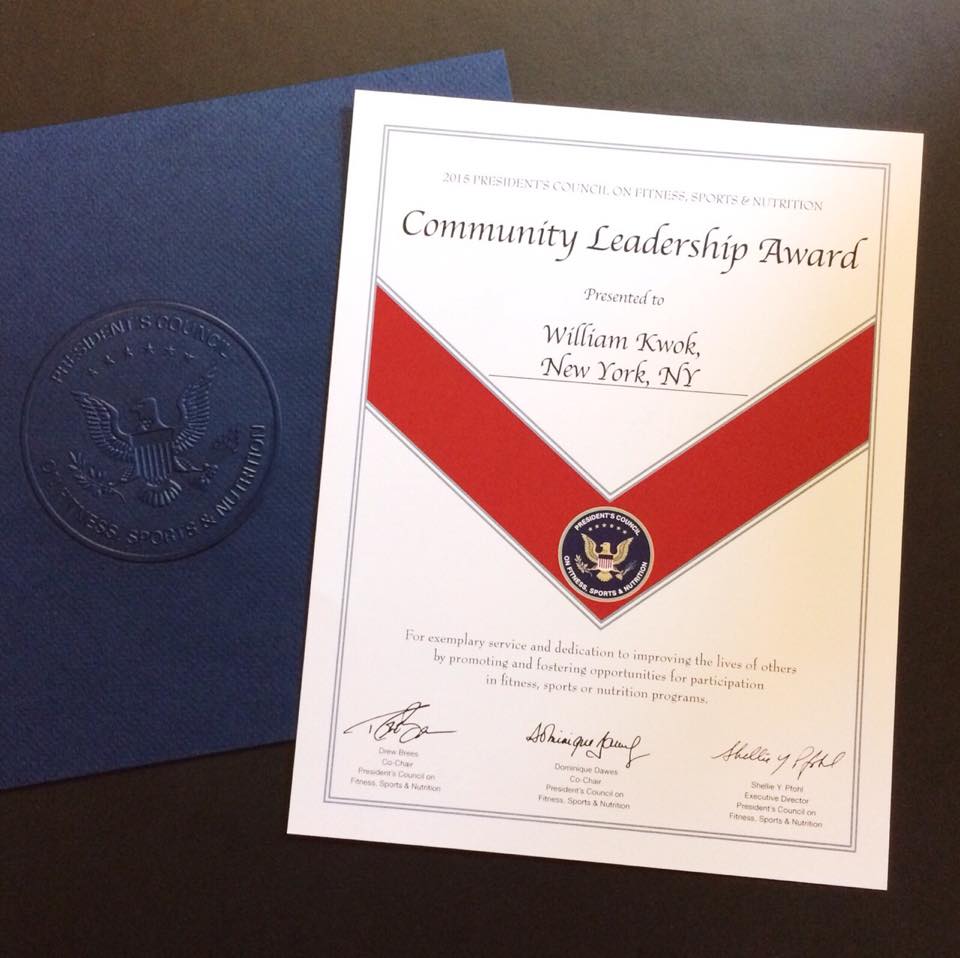 PRESIDENT'S COUNCIL
ON FITNESS, SPORTS & NUTRITION
2015 PRESIDENT'S COUNCIL ON FITNESS, SPORTS & NUTRITION
Community Leadership Award
Presented to
William Kwok,
New York, NY
PRESIDENT'S COUNCIL
ON FITNESS, SPORTS & NUTRITION
For exemplary service and dedication to improving the lives of others
by promoting and fostering opportunities for participation
in fitness, sports or nutrition programs.
Drew Brees
Co-Chair
President's Council on
Fitness, Sports & Nutrition
Dominique Dawes
Dominique Dawes
Co-Chair
President's Council on
Fitness, Sports & Nutrition
Shellie Y Pfohl
Shellie Y. Pfohl
Executive Director
President's Council on
Fitness, Sports & Nutrition